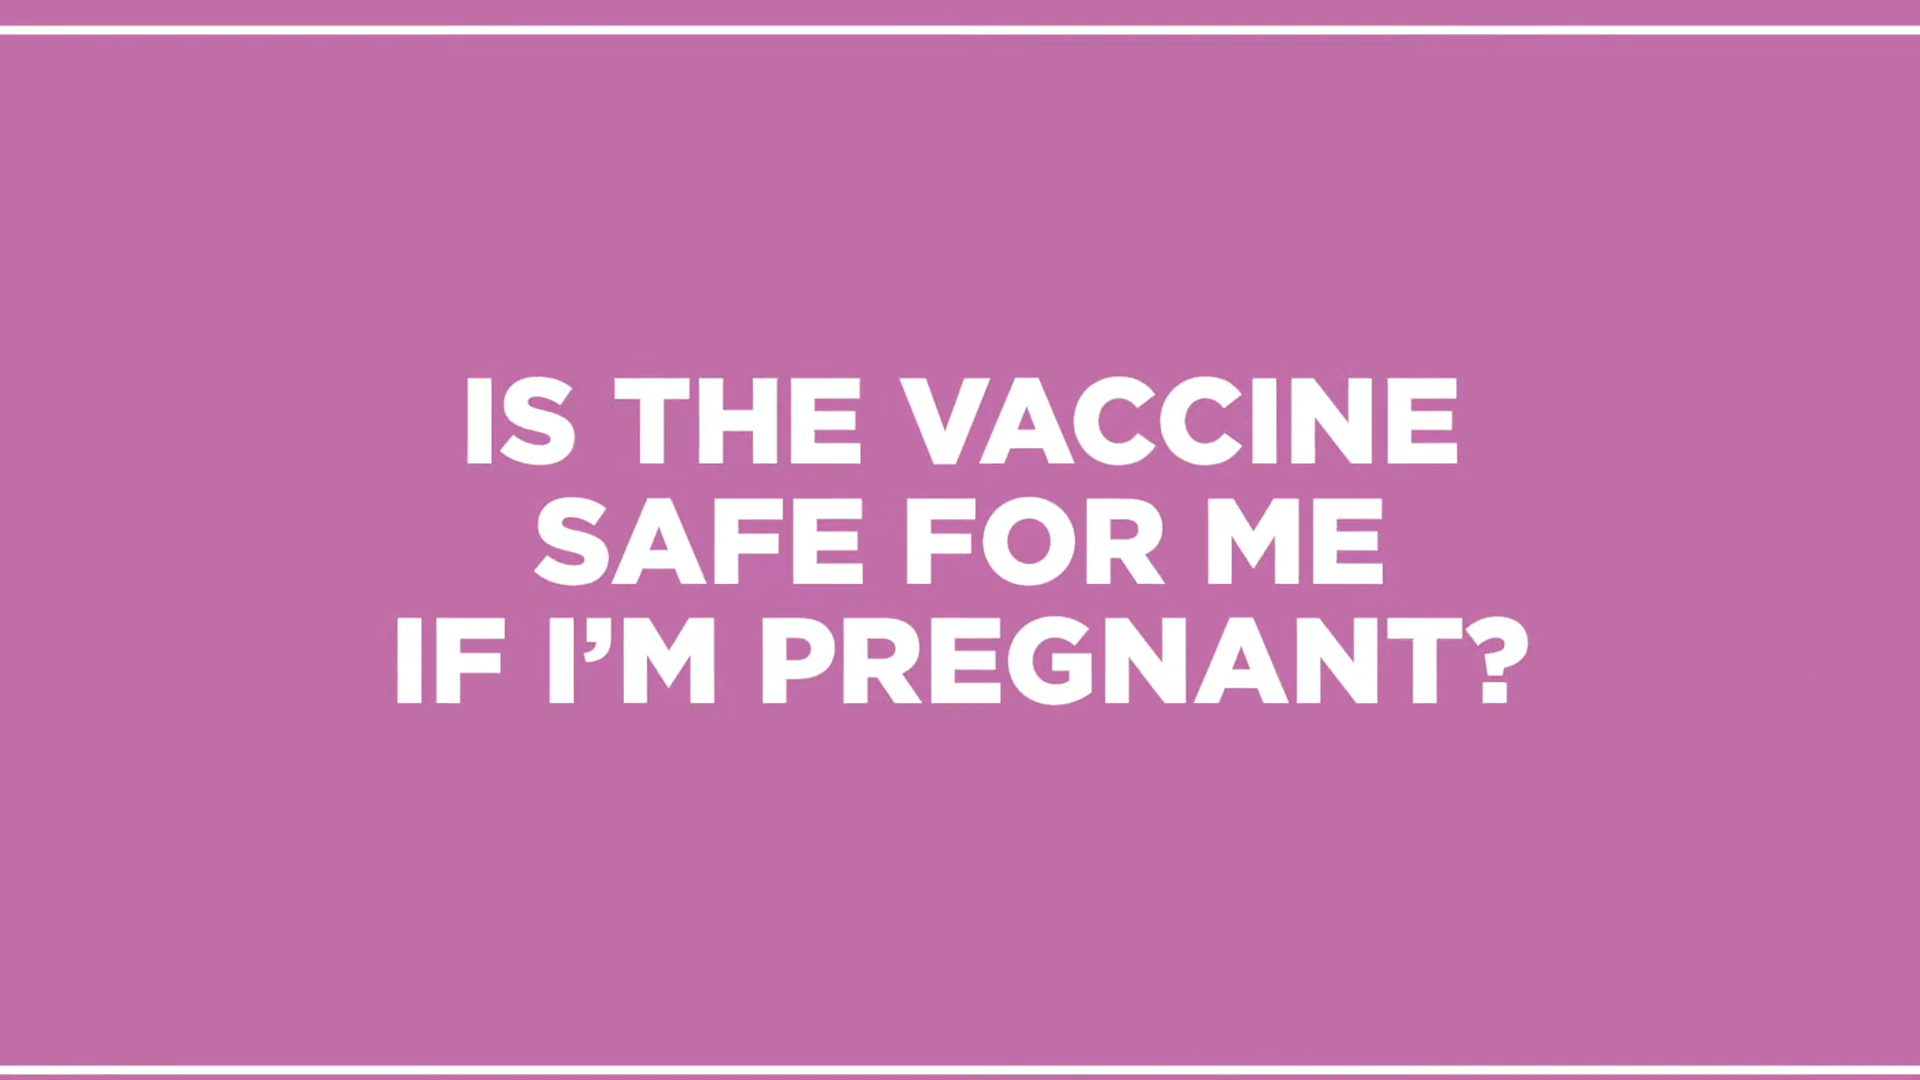 IS THE VACCINE
SAFE FOR ME
IF I’M PREGNANT?